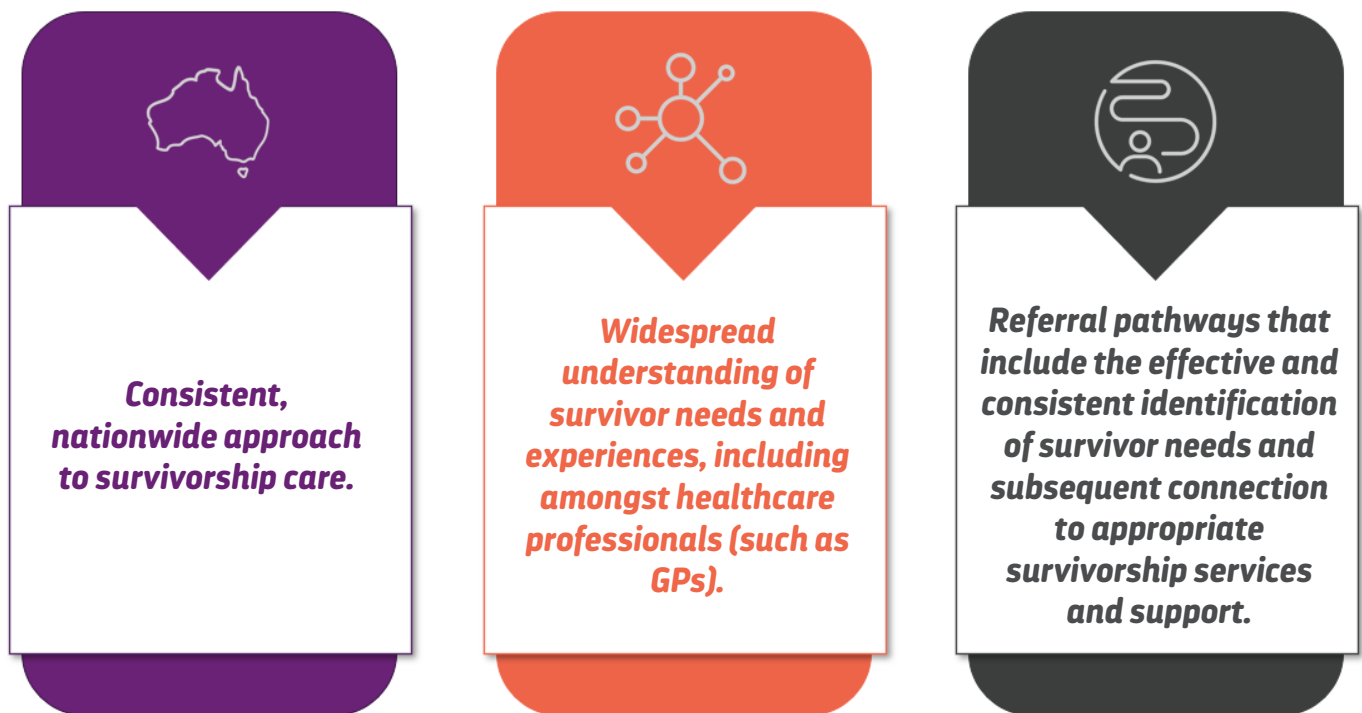 Consistent,
nationwide approach
to survivorship care.
Widespread
understanding of
survivor needs and
experiences, including
amongst healthcare
professionals (such as
GPs).
Referral pathways that
include the effective and
consistent identification
of survivor needs and
subsequent connection
to appropriate
survivorship services
and support.